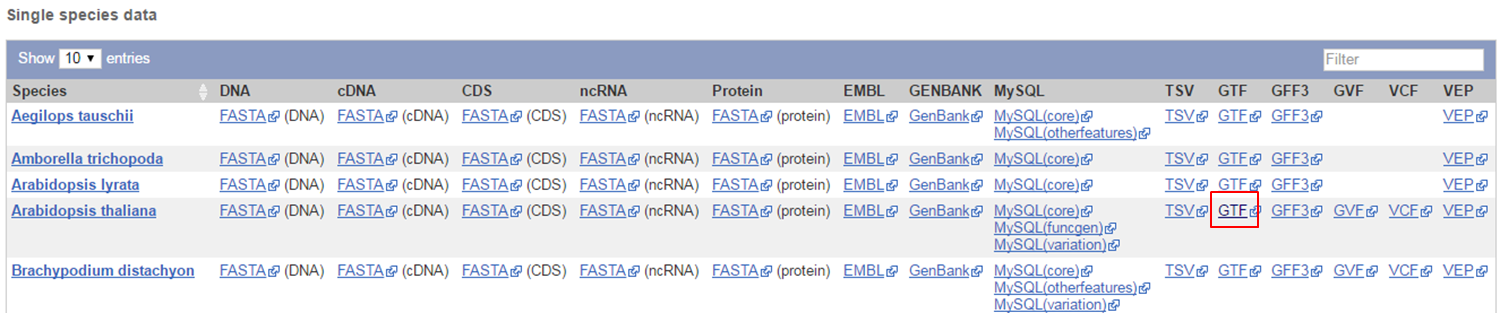 Single species data
Show 10 entries Filter
Species DNA cDNA CDS ncRNA Protein EMBL GENBANK MySQL TSV GTF GFF3 GVF VCF VEP
Aegilops tauschii FASTA (DNA) FASTA (cDNA) FASTA (CDS) FASTA (ncRNA) FASTA (protein) EMBL GenBank MySQL(core) TSV GTF GFF3 VEP
MySQL(otherfeatures)
Amborella trichopoda FASTA (DNA) FASTA (cDNA) FASTA (CDS) FASTA (ncRNA) FASTA (protein) EMBL GenBank MySQL(core) TSV GTF GFF3 VEP
Arabidopsis lyrata FASTA (DNA) FASTA (cDNA) FASTA (CDS) FASTA (ncRNA) FASTA (protein) EMBL GenBank MySQL(core) TSV GTF GFF3 VEP
Arabidopsis thaliana FASTA (DNA) FASTA (cDNA) FASTA (CDS) FASTA (ncRNA) FASTA (protein) EMBL GenBank MySQL(core) TSV GTF GFF3 GVF VCF VEP
MySQL(funcgen)
MySQL(variation)
Brachypodium distachyon FASTA (DNA) FASTA (cDNA) FASTA (CDS) FASTA (ncRNA) FASTA (protein) EMBL GenBank MySQL(core) TSV GTF GFF3 GVF VCF VEP
MySQL(otherfeatures)
MySQL(variation)